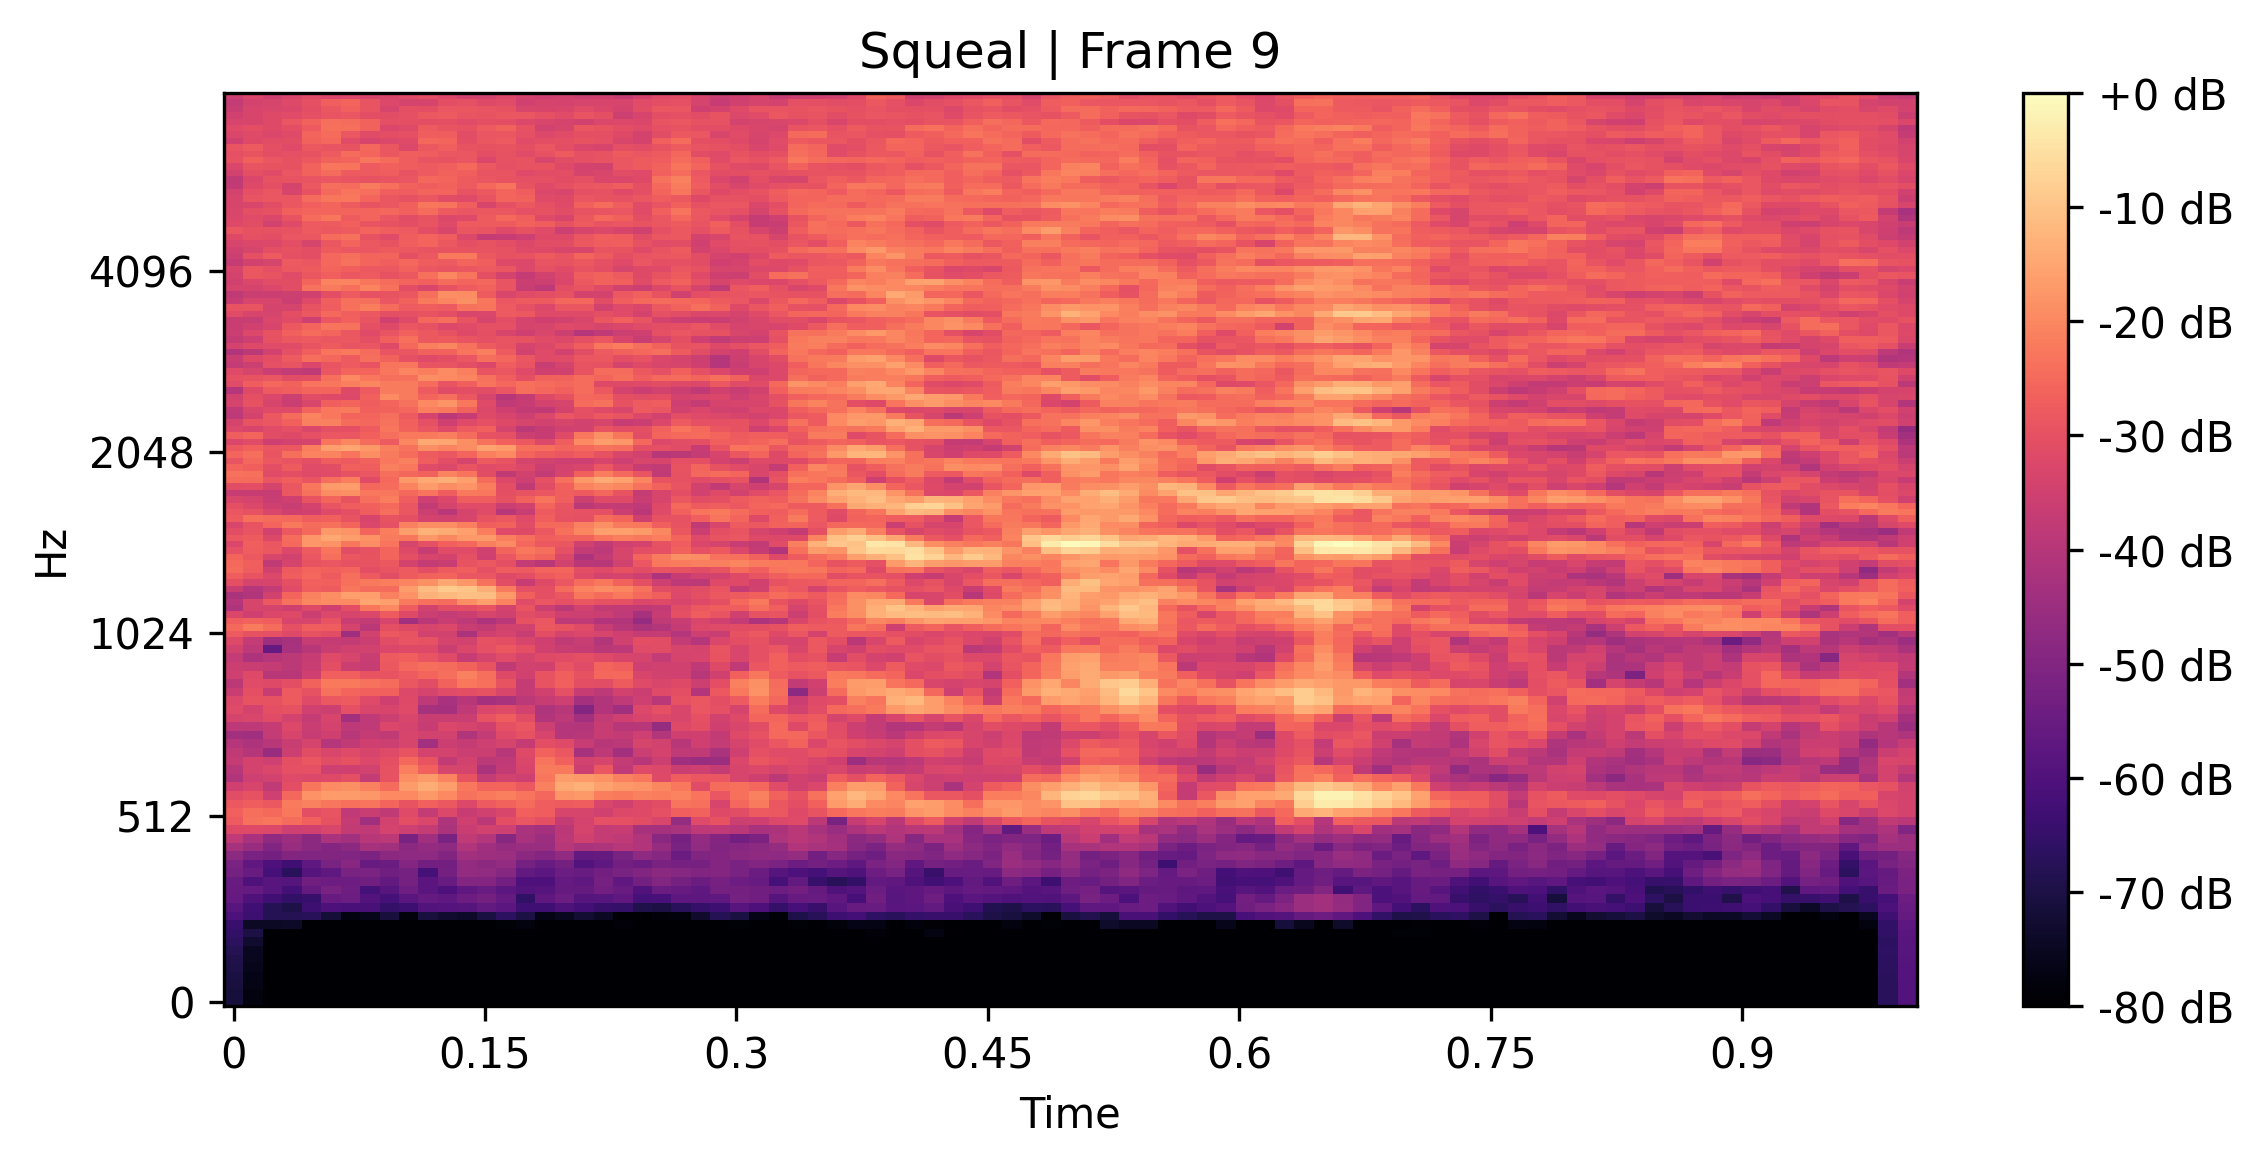 Squeal | Frame 9
Hz
4096
2048
1024
512
0
0 0.15 0.3 0.45 0.6 0.75 0.9
Time
+0 dB
-10 dB
-20 dB
-30 dB
-40 dB
-50 dB
-60 dB
-70 dB
-80 dB